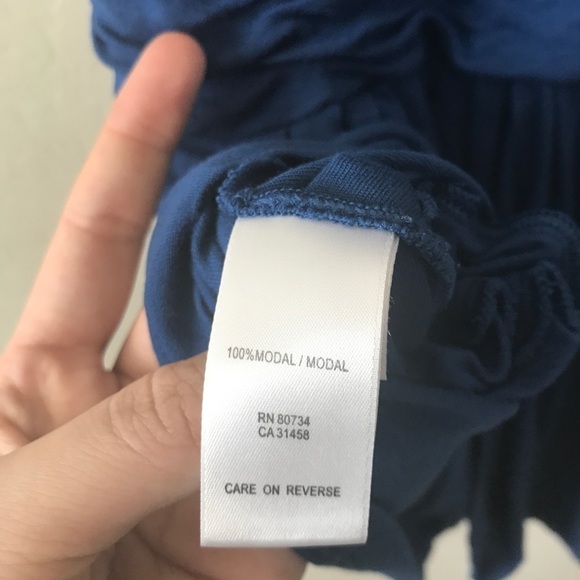 100%MODAL / MODAL
RN 80734
CA 31458
CARE ON REVERSE